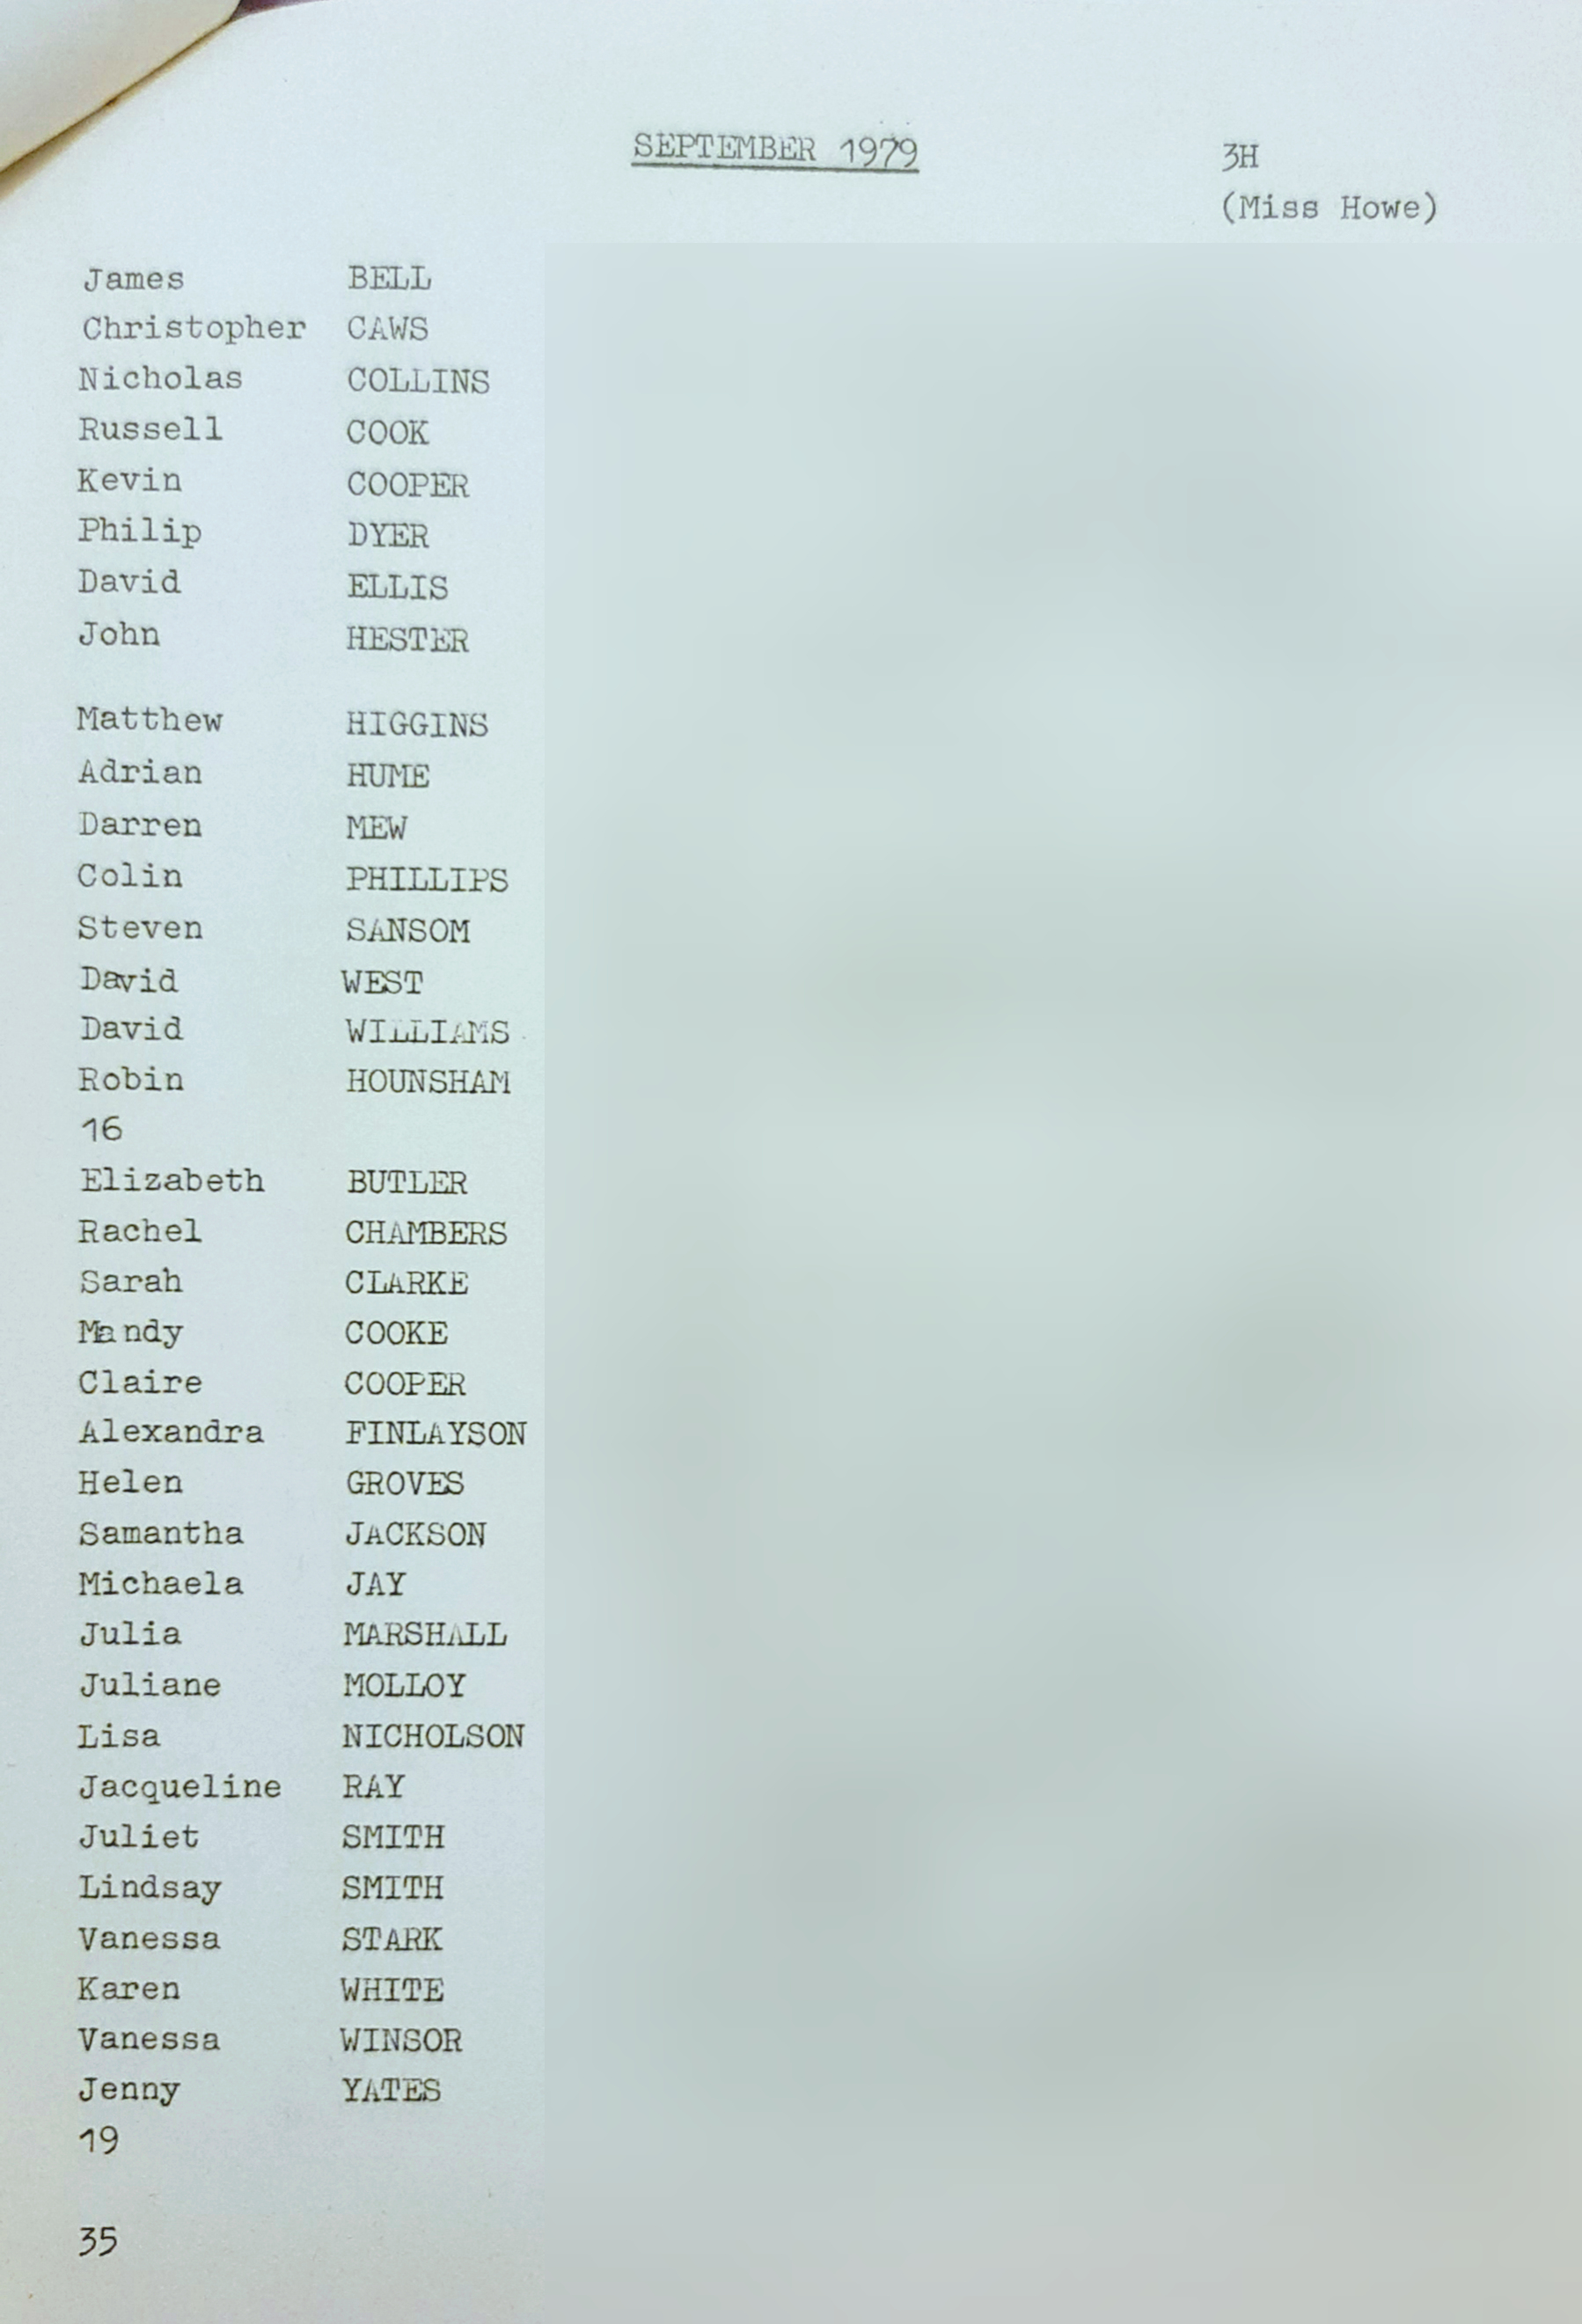 SEPTEMBER 1979
3H
(Miss Howe)
James BELL
Christopher CAWS
Nicholas COLLINS
Russell COOK
Kevin COOPER
Philip DYER
David ELLIS
John HESTER
Matthew HIGGINS
Adrian HUME
Darren MEW
Colin PHILLIPS
Steven SANSOM
David WEST
David WILLIAMS
Robin HOUNSHAM
16
Elizabeth BUTLER
Rachel CHAMBERS
Sarah CLARKE
Mandy COOKE
Claire COOPER
Alexandra FINLAYSON
Helen GROVES
Samantha JACKSON
Michaela JAY
Julia MARSHALL
Juliane MOLLOY
Lisa NICHOLSON
Jacqueline RAY
Juliet SMITH
Lindsay SMITH
Vanessa STARK
Karen WHITE
Vanessa WINSOR
Jenny YATES
19
35